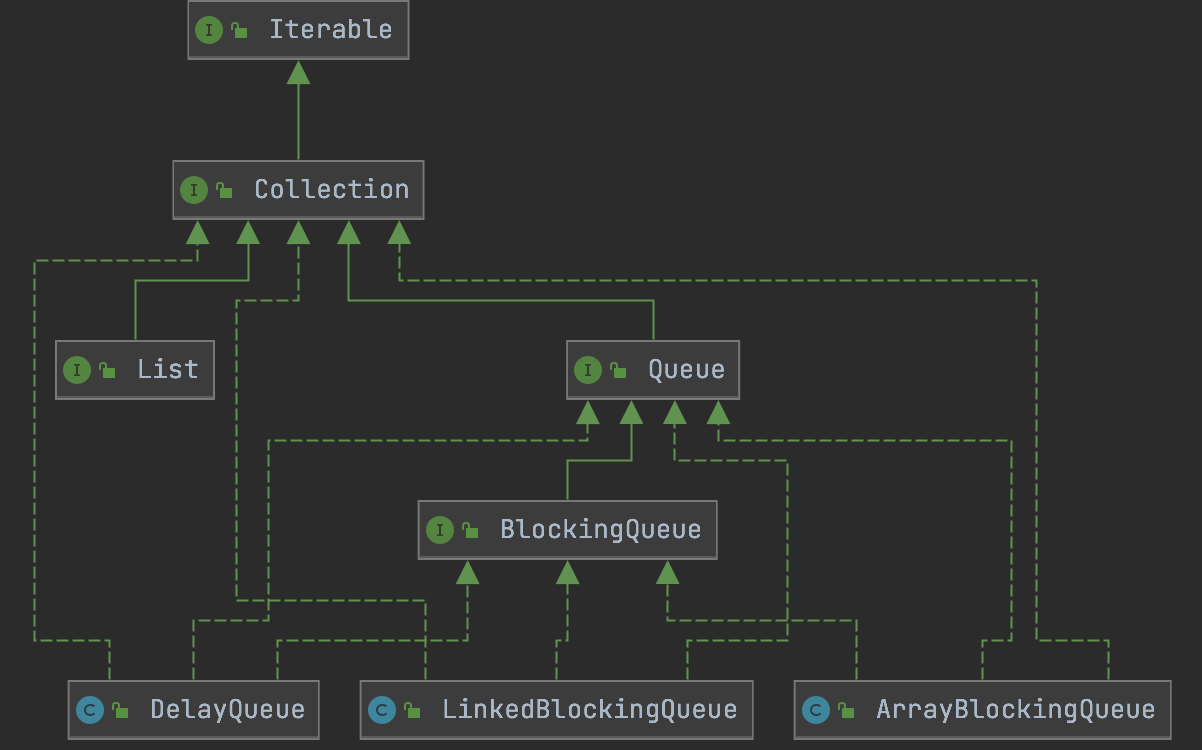 I Iterable
I Collection
I List
I Queue
I BlockingQueue
C DelayQueue
C LinkedBlockingQueue
C ArrayBlockingQueue